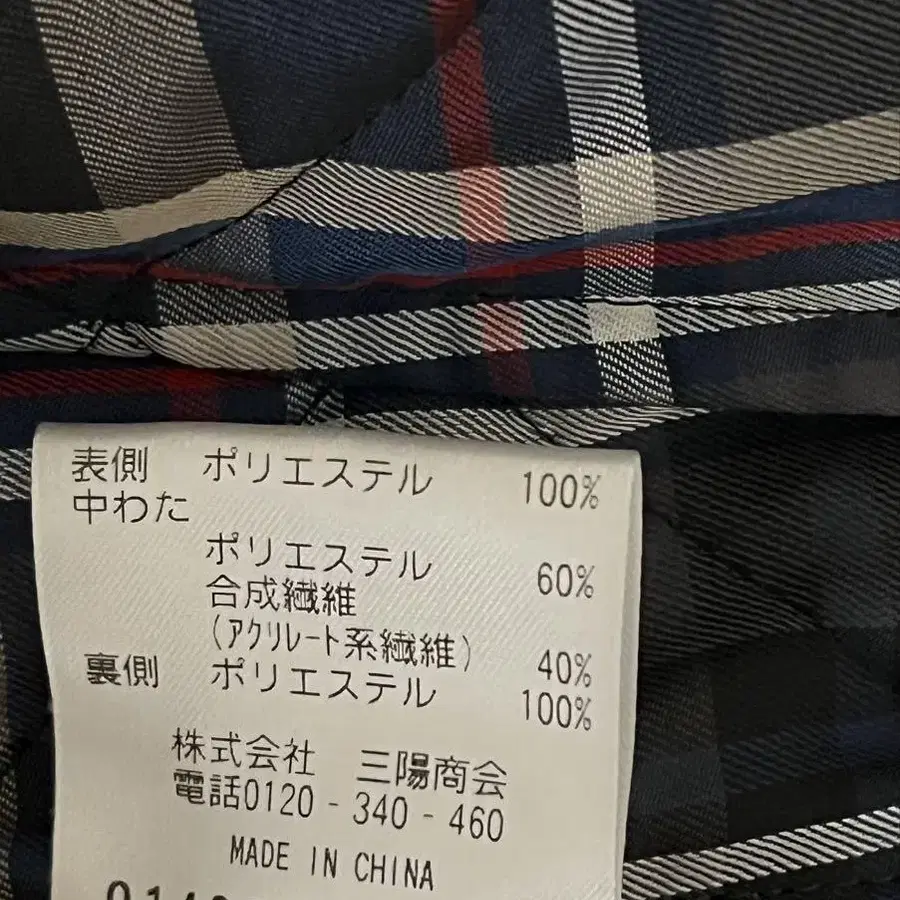 表側 ポリエステル 100%
中わた
ポリエステル 60%
合成繊維
(アクリレート系繊維) 40%
裏側 ポリエステル 100%
株式会社 三陽商会
電話0120-340-460
MADE IN CHINA